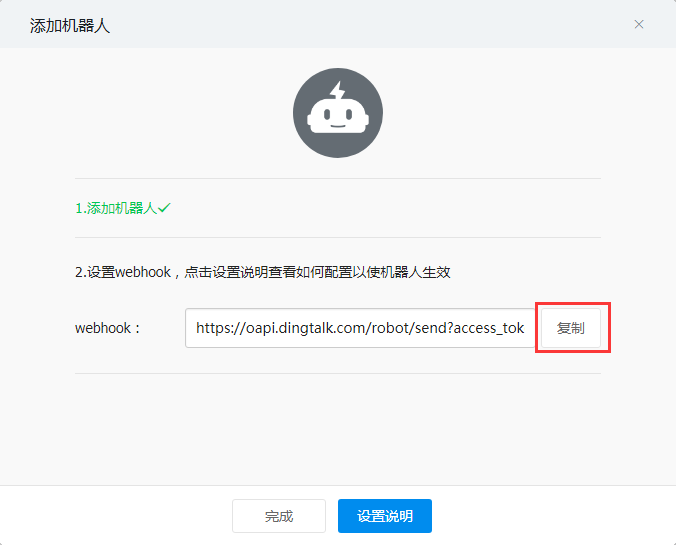 添加机器人
1.添加机器人
2.设置webhook，点击设置说明查看如何配置以使机器人生效
webhook：
https://oapi.dingtalk.com/robot/send?access_tok
复制
完成
设置说明